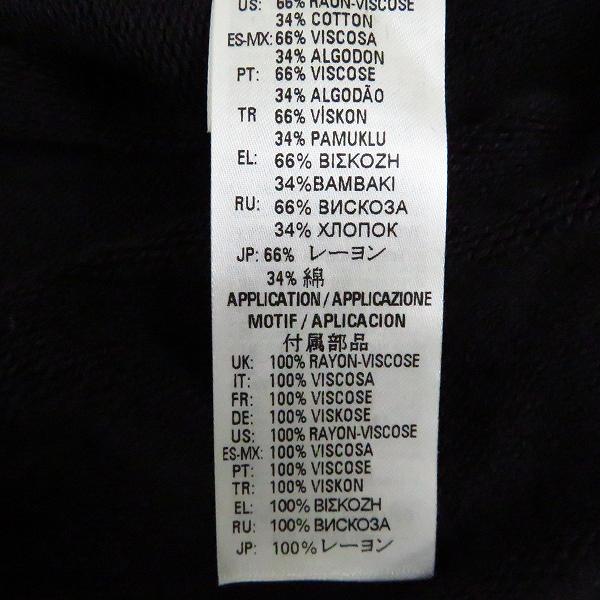 US: 66% RAON-VISCOSE
34% COTTON
ES-MX: 66% VISCOSA
34% ALGODON
PT: 66% VISCOSE
34% ALGODÃO
TR 66% VİSKON
34% PAMUKLU
EL: 66% ΒΙΣΚΟΖΗ
34%ΒΑΜΒΑΚΙ
RU: 66% ВИСКОЗА
34% ХЛОПОК
JP: 66% レーヨン
34% 綿
APPLICATION / APPLICAZIONE
MOTIF / APLICACION
付属部品
UK: 100% RAYON-VISCOSE
IT: 100% VISCOSA
FR: 100% VISCOSE
DE: 100% VISKOSE
US: 100% RAYON-VISCOSE
ES-MX: 100% VISCOSA
PT: 100% VISCOSE
TR: 100% VISKON
EL: 100% ΒΙΣΚΟΖΗ
RU: 100% ВИСКОЗА
JP: 100% レーヨン